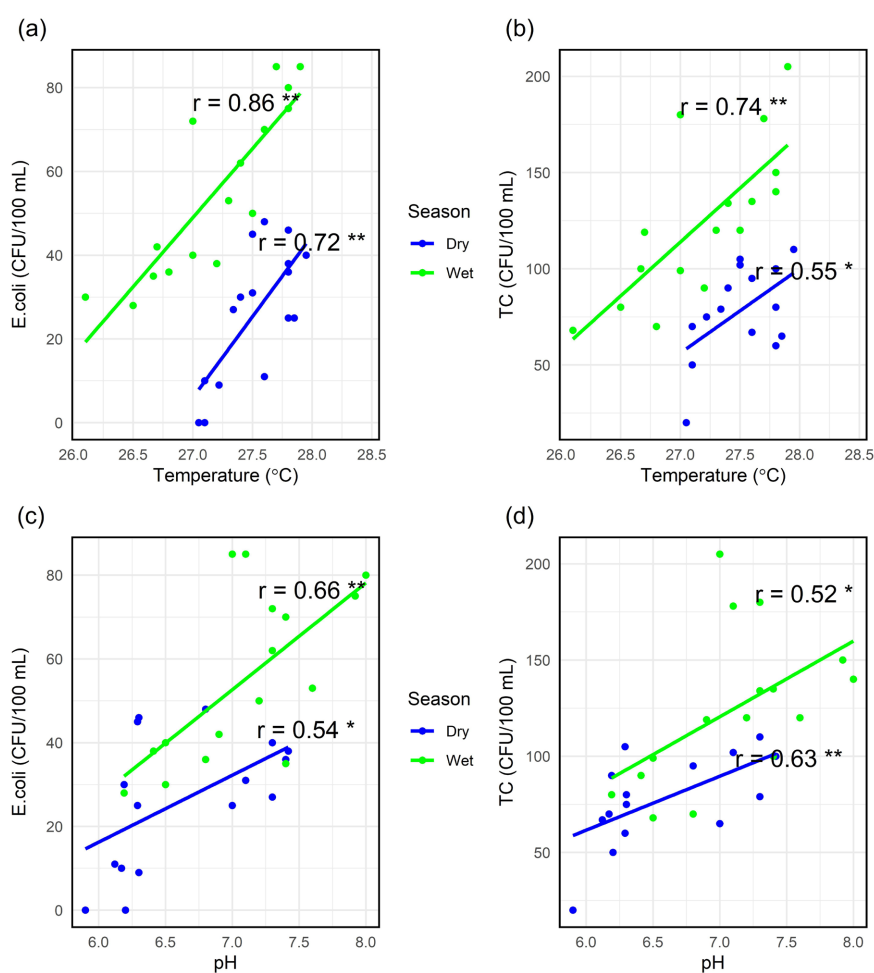 (a)
(b)
E.coli (CFU/100 mL)
80
60
40
20
0
r = 0.86 **
r = 0.72 **
26.0 26.5 27.0 27.5 28.0 28.5
Temperature (°C)
Season
Dry
Wet
TC (CFU/100 mL)
200
150
100
50
r = 0.74 **
r = 0.55 *
26.0 26.5 27.0 27.5 28.0 28.5
Temperature (°C)
(c)
(d)
E.coli (CFU/100 mL)
80
60
40
20
0
r = 0.66 **
r = 0.54 *
6.0 6.5 7.0 7.5 8.0
pH
Season
Dry
Wet
TC (CFU/100 mL)
200
150
100
50
r = 0.52 *
r = 0.63 **
6.0 6.5 7.0 7.5 8.0
pH